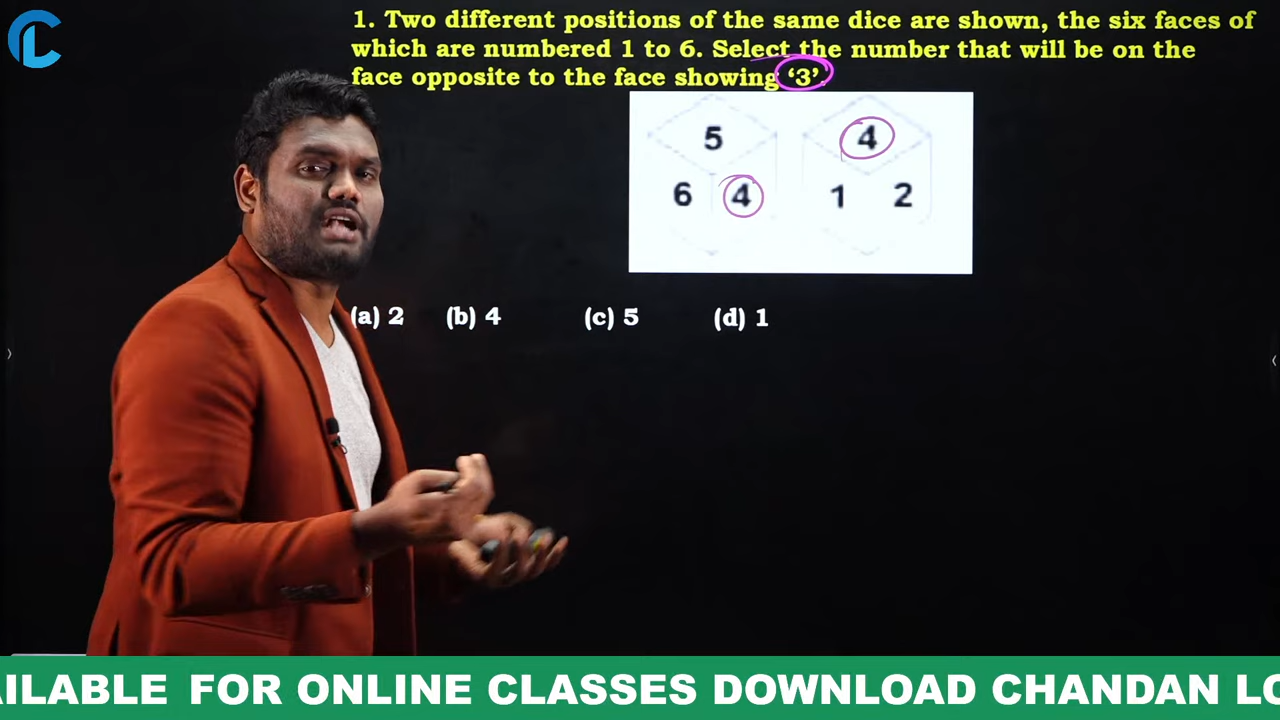 1. Two different positions of the same dice are shown, the six faces of
which are numbered 1 to 6. Select the number that will be on the
face opposite to the face showing ‘3’.
5
6 4
4
1 2
(a) 2 (b) 4 (c) 5 (d) 1
FOR ONLINE CLASSES DOWNLOAD CHANDAN